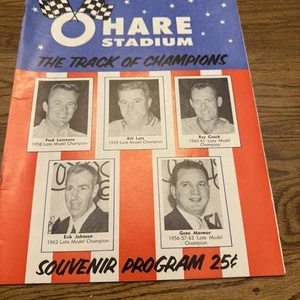 O'HARE
STADIUM
THE TRACK OF CHAMPIONS
Fred Lorenzen
1958 Late Model
Champion
Bill Lutz
1959 Late Model
Champion
Ray Cooch
1960-61 Late Model
Champion
Erik Johnson
1962 Late Model
Champion
Gene Marmor
1956-57-63 Late Model
Champion
SOUVENIR PROGRAM 25¢